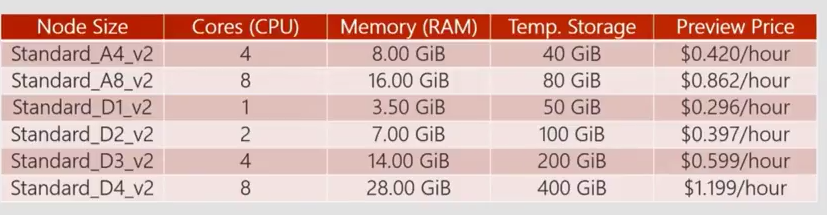 Node Size Cores (CPU) Memory (RAM) Temp. Storage Preview Price
Standard_A4_v2 4 8.00 GiB 40 GiB $0.420/hour
Standard_A8_v2 8 16.00 GiB 80 GiB $0.862/hour
Standard_D1_v2 1 3.50 GiB 50 GiB $0.296/hour
Standard_D2_v2 2 7.00 GiB 100 GiB $0.397/hour
Standard_D3_v2 4 14.00 GiB 200 GiB $0.599/hour
Standard_D4_v2 8 28.00 GiB 400 GiB $1.199/hour